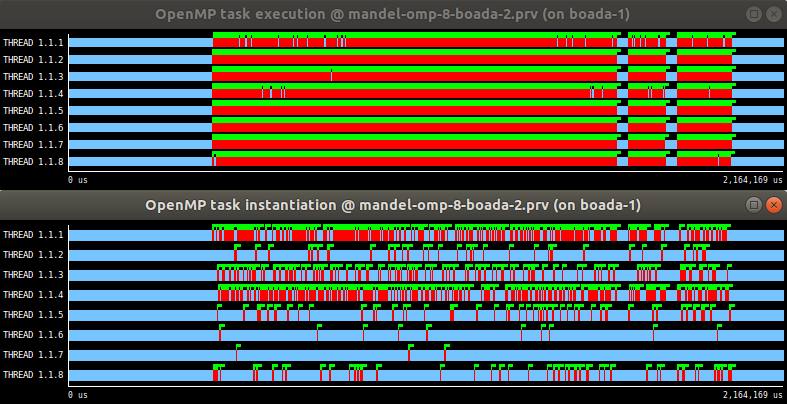 OpenMP task execution @ mandel-omp-8-boada-2.prv (on boada-1)
THREAD 1.1.1
THREAD 1.1.2
THREAD 1.1.3
THREAD 1.1.4
THREAD 1.1.5
THREAD 1.1.6
THREAD 1.1.7
THREAD 1.1.8
0 us 2,164,169 us
OpenMP task instantiation @ mandel-omp-8-boada-2.prv (on boada-1)
THREAD 1.1.1
THREAD 1.1.2
THREAD 1.1.3
THREAD 1.1.4
THREAD 1.1.5
THREAD 1.1.6
THREAD 1.1.7
THREAD 1.1.8
0 us 2,164,169 us